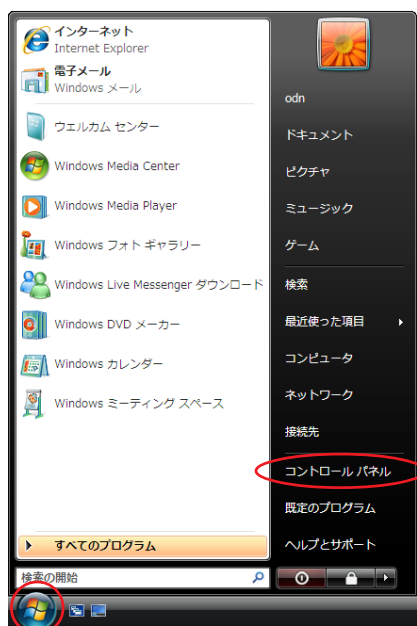 インターネット
Internet Explorer
電子メール
Windows メール
ウェルカム センター
Windows Media Center
Windows Media Player
Windows フォト ギャラリー
Windows Live Messenger ダウンロード
Windows DVD メーカー
Windows カレンダー
Windows ミーティング スペース
すべてのプログラム
検索の開始
odn
ドキュメント
ピクチャ
ミュージック
ゲーム
検索
最近使った項目
コンピュータ
ネットワーク
接続先
コントロール パネル
既定のプログラム
ヘルプとサポート